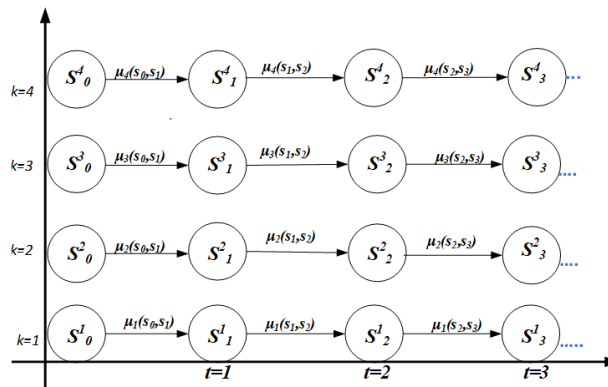 k=4 S⁴₀ μ₄(s₀,s₁) S⁴₁ μ₄(s₁,s₂) S⁴₂ μ₄(s₂,s₃) S⁴₃ ....
k=3 S³₀ μ₃(s₀,s₁) S³₁ μ₃(s₁,s₂) S³₂ μ₃(s₂,s₃) S³₃ ....
k=2 S²₀ μ₂(s₀,s₁) S²₁ μ₂(s₁,s₂) S²₂ μ₂(s₂,s₃) S²₃ ....
k=1 S¹₀ μ₁(s₀,s₁) S¹₁ μ₁(s₁,s₂) S¹₂ μ₁(s₂,s₃) S¹₃ .....
t=1 t=2 t=3